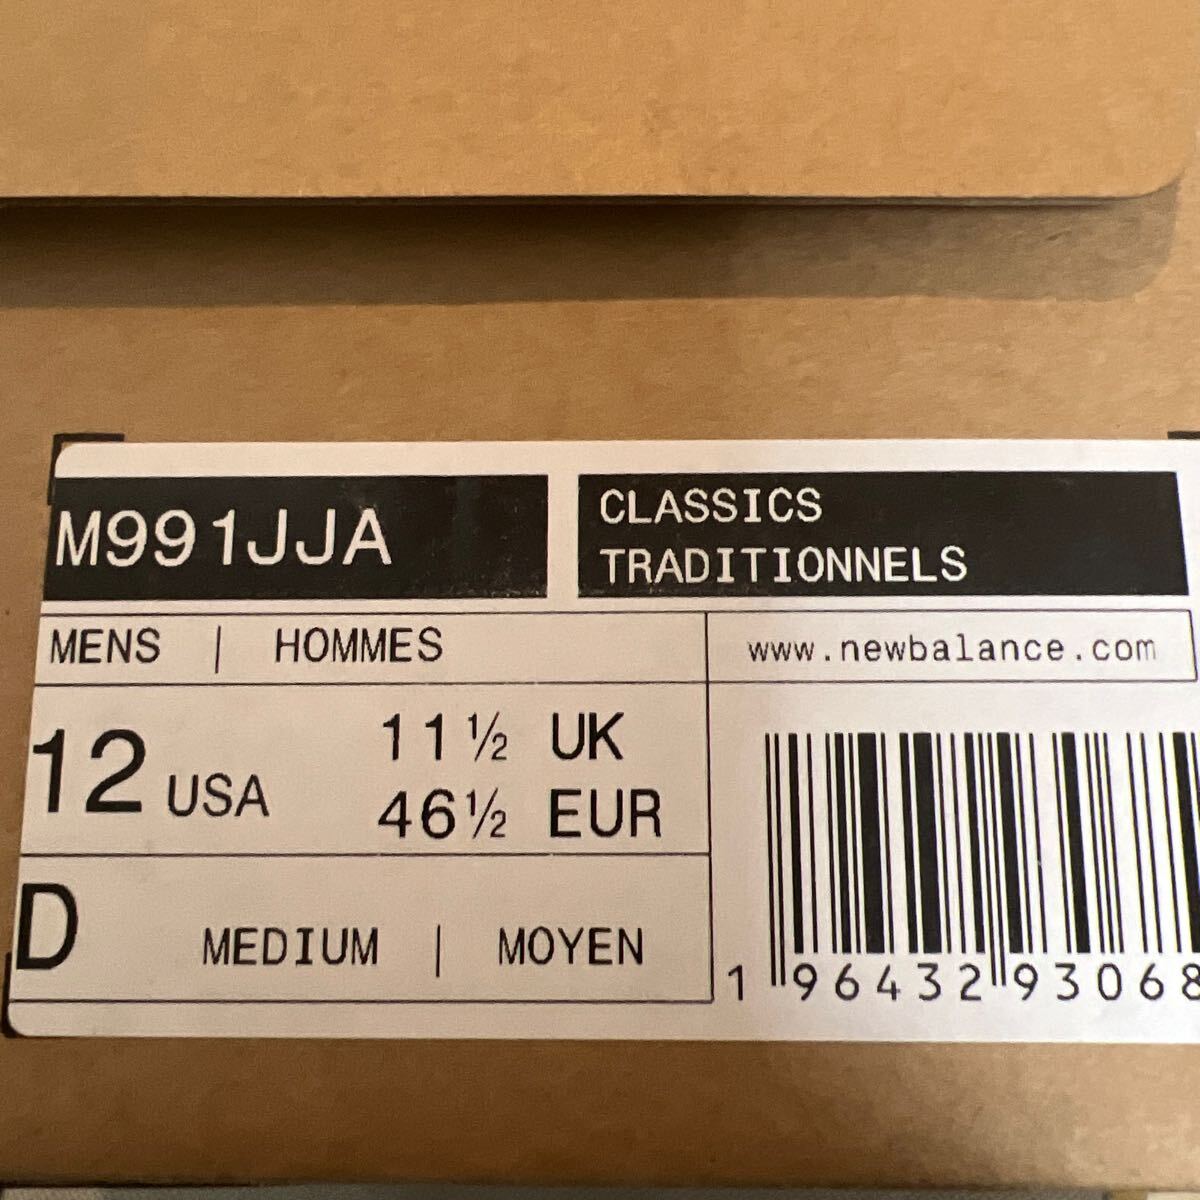 M991JJA
CLASSICS
TRADITIONNELS
MENS | HOMMES
www.newbalance.com
12 USA
11½ UK
46½ EUR
D MEDIUM | MOYEN
1 96432 93068